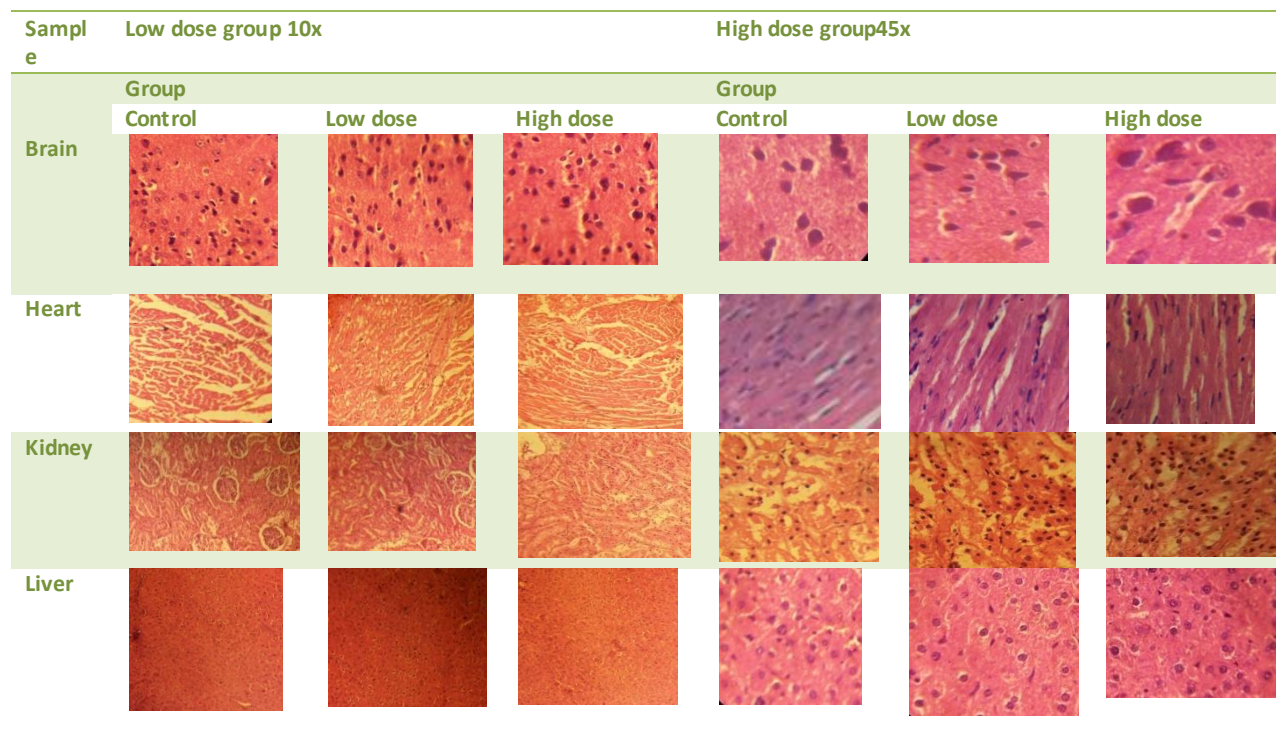 Sampl
e
Low dose group 10x
High dose group45x
Group
Group
Control
Low dose
High dose
Control
Low dose
High dose
Brain
Heart
Kidney
Liver